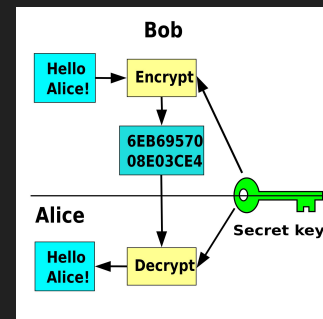 Bob
Hello
Alice!
Encrypt
6EB69570
08E03CE4
Alice
Secret key
Hello
Alice!
Decrypt